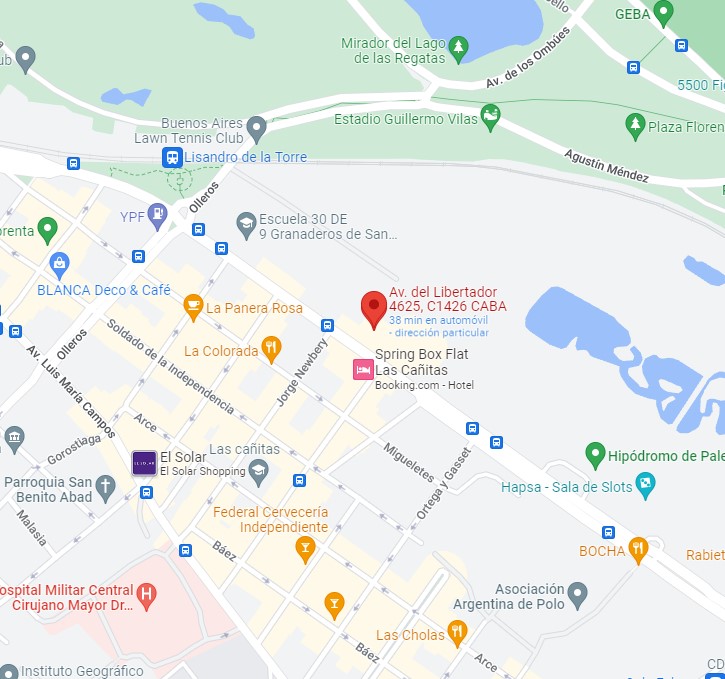 GEBA
Mirador del Lago
de las Regatas
Av. de los Ombúes
5500 Fi
Buenos Aires
Lawn Tennis Club
Estadio Guillermo Vilas
Plaza Floren
Lisandro de la Torre
Agustín Méndez
Olleros
YPF
Escuela 30 DE
9 Granaderos de San...
BLANCA Deco & Café
La Panera Rosa
Av. del Libertador
4625, C1426 CABA
38 min en automóvil
- dirección particular
Soldado de la Independencia
La Colorada
Olleros
Av. Luis María Campos
Jorge Newbery
Spring Box Flat
Las Cañitas
Booking.com - Hotel
Arce
Gorostiaga
El Solar
El Solar Shopping
Las cañitas
Migueletes
Ortega y Gasset
Hipódromo de Pale
Parroquia San
Benito Abad
Hapsa - Sala de Slots
Malasia
Federal Cervecería
Independiente
Báez
BOCHA
Rabiet
ospital Militar Central
Cirujano Mayor Dr...
Asociación
Argentina de Polo
Las Cholas
Báez
Arce
Instituto Geográfico
CD